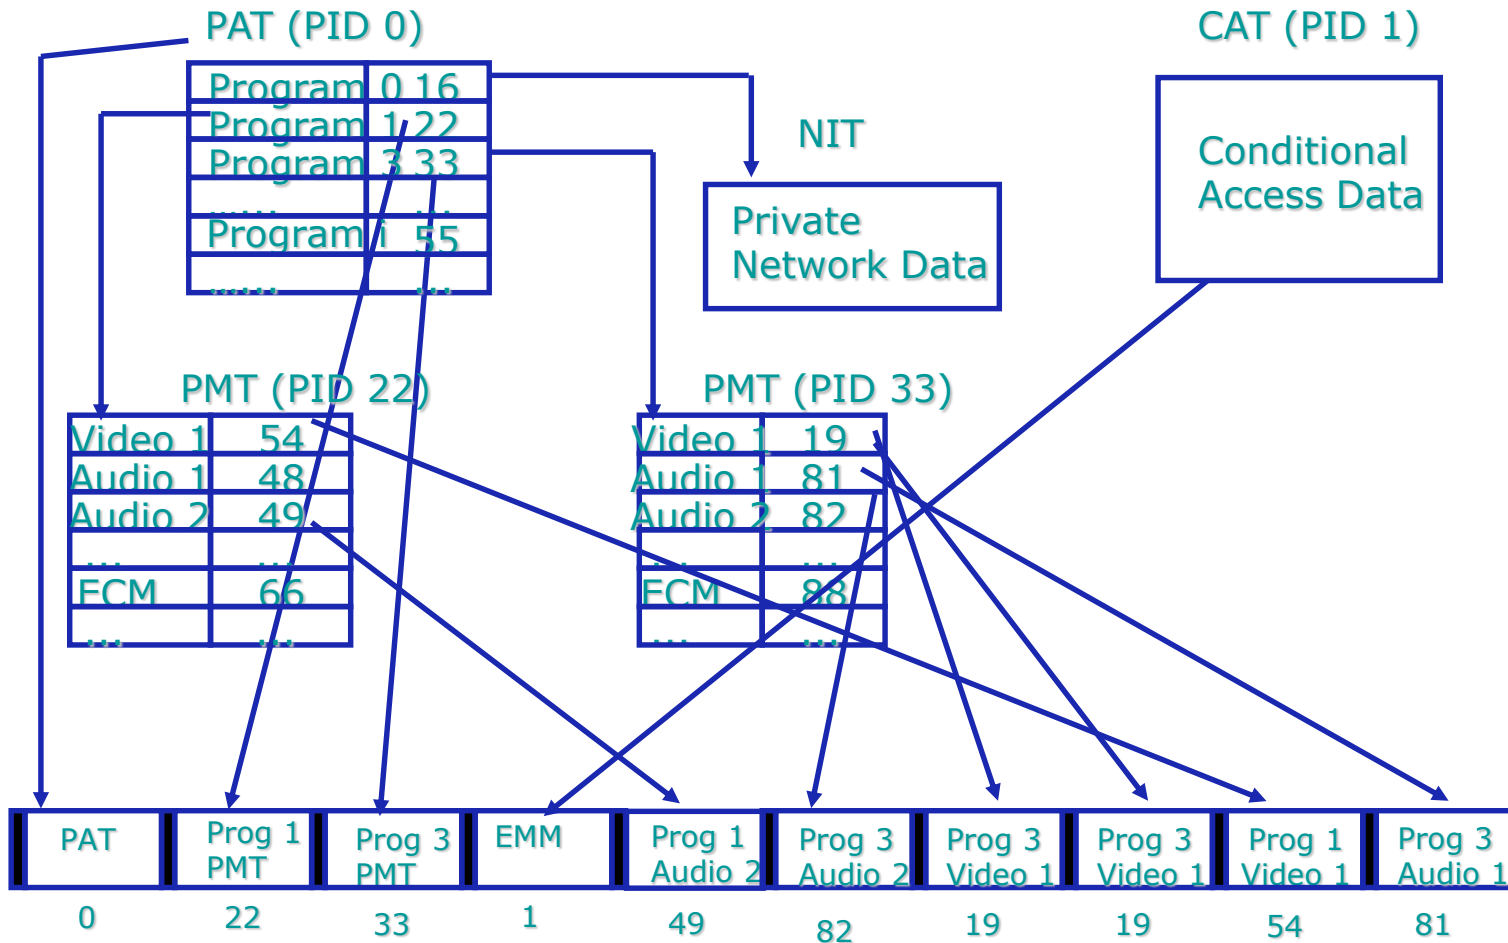 PAT (PID 0)
CAT (PID 1)
Program 0 16
Program 1 22
Program 3 33
...... ...
Program i 55
...... ...
NIT
Private
Network Data
Conditional
Access Data
PMT (PID 22)
Video 1 54
Audio 1 48
Audio 2 49
... ...
ECM 66
... ...
PMT (PID 33)
Video 1 19
Audio 1 81
Audio 2 82
... ...
ECM 88
... ...
PAT
Prog 1
PMT
Prog 3
PMT
EMM
Prog 1
Audio 2
Prog 3
Audio 2
Prog 3
Video 1
Prog 3
Video 1
Prog 1
Video 1
Prog 3
Audio 1
0 22 33 1 49 82 19 19 54 81